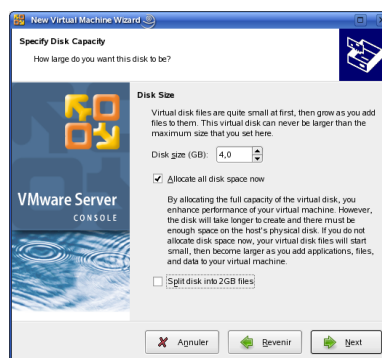 New Virtual Machine Wizard
Specify Disk Capacity
How large do you want this disk to be?
Disk Size
Virtual disk files are quite small at first, then grow as you add
files to them. This virtual disk can never be larger than the
maximum size that you set here.
Disk size (GB): 4,0
Allocate all disk space now
By allocating the full capacity of the virtual disk, you
enhance performance of your virtual machine. However,
the disk will take longer to create and there must be
enough space on the host's physical disk. If you do not
allocate disk space now, your virtual disk files will start
small, then become larger as you add applications, files,
and data to your virtual machine.
Split disk into 2GB files
VMware Server
CONSOLE
Annuler
Revenir
Next